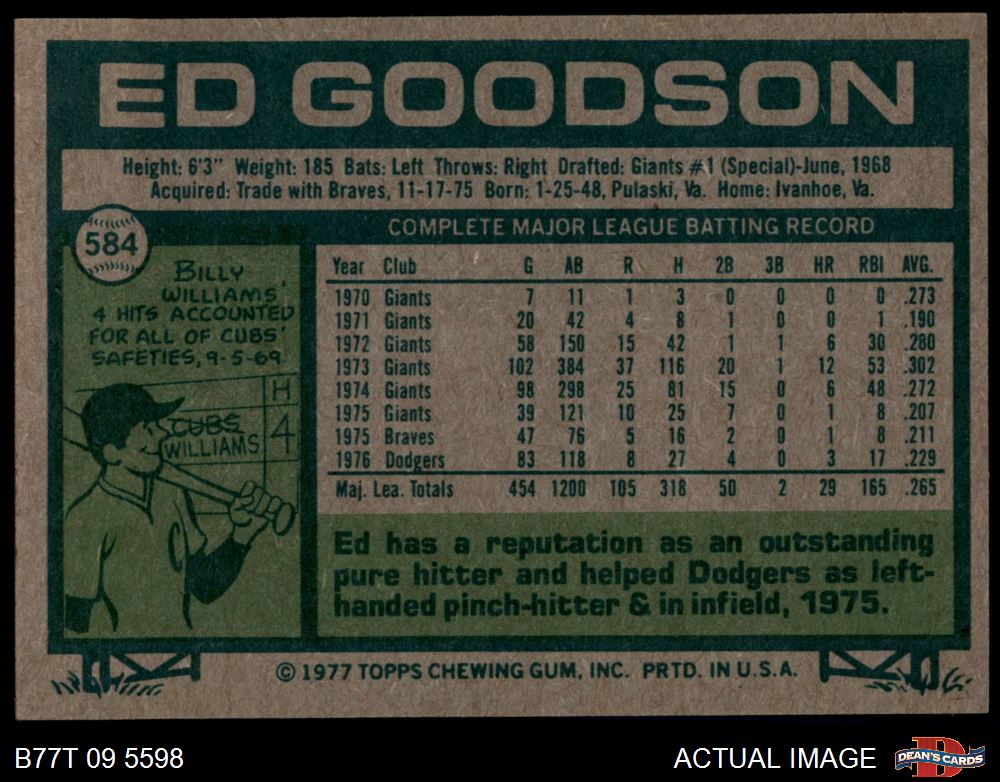 ED GOODSON
Height: 6'3" Weight: 185 Bats: Left Throws: Right Drafted: Giants #1 (Special)-June, 1968
Acquired: Trade with Braves, 11-17-75 Born: 1-25-48, Pulaski, Va. Home: Ivanhoe, Va.
584
BILLY
WILLIAMS'
4 HITS ACCOUNTED
FOR ALL OF CUBS'
SAFETIES, 9-5-69
H
CUBS
WILLIAMS 4
C
COMPLETE MAJOR LEAGUE BATTING RECORD
Year Club G AB R H 2B 3B HR RBI AVG.
1970 Giants 7 11 1 3 0 0 0 0 .273
1971 Giants 20 42 4 8 1 0 0 1 .190
1972 Giants 58 150 15 42 1 1 6 30 .280
1973 Giants 102 384 37 116 20 1 12 53 .302
1974 Giants 98 298 25 81 15 0 6 48 .272
1975 Giants 39 121 10 25 7 0 1 8 .207
1975 Braves 47 76 5 16 2 0 1 8 .211
1976 Dodgers 83 118 8 27 4 0 3 17 .229
Maj. Lea. Totals 454 1200 105 318 50 2 29 165 .265
Ed has a reputation as an outstanding
pure hitter and helped Dodgers as left-
handed pinch-hitter & in infield, 1975.
© 1977 TOPPS CHEWING GUM, INC. PRTD. IN U.S.A.
B77T 09 5598
ACTUAL IMAGE
D
DEAN'S CARDS